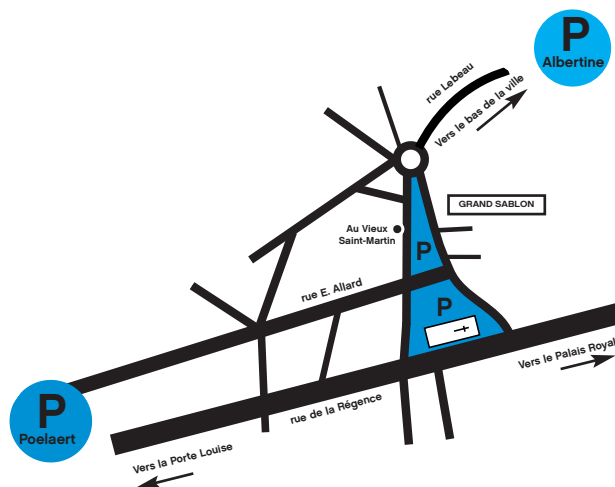 P
Albertine
rue Lebeau
Vers le bas de la ville
GRAND SABLON
Au Vieux
Saint-Martin
P
rue E. Allard
P
Vers le Palais Royal
P
Poelaert
rue de la Régence
Vers la Porte Louise